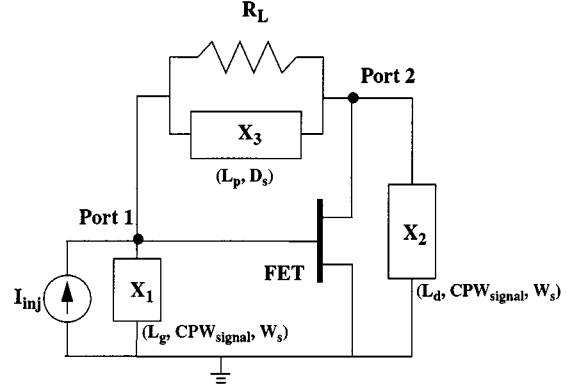 R_L
Port 2
X_3
(L_p, D_s)
Port 1
X_2
FET
I_inj
X_1
(L_d, CPW_signal, W_s)
(L_g, CPW_signal, W_s)